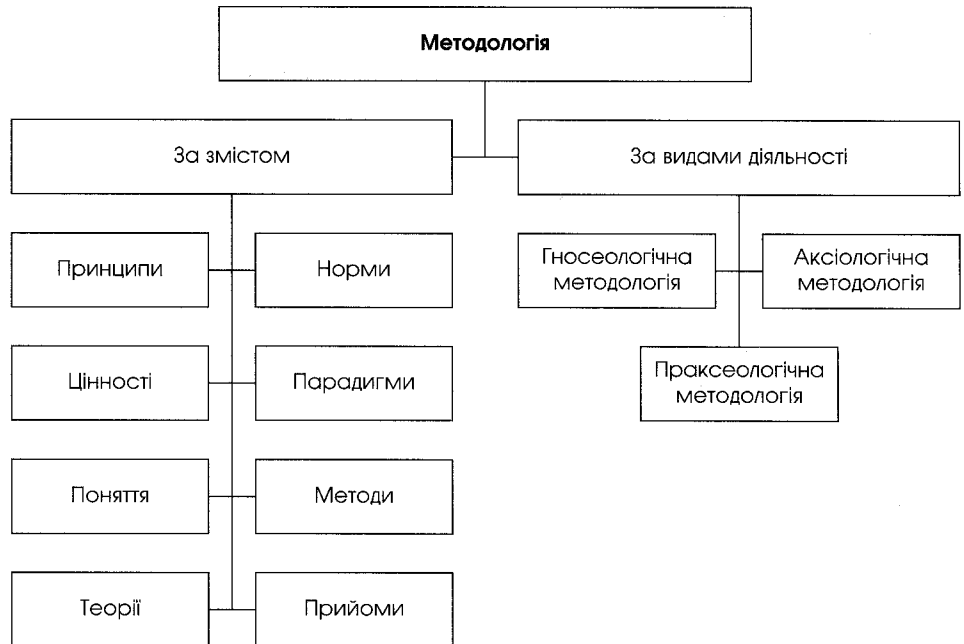 Методологія
За змістом
За видами діяльності
Принципи
Норми
Гносеологічна
методологія
Аксіологічна
методологія
Цінності
Парадигми
Праксеологічна
методологія
Поняття
Методи
Теорії
Прийоми